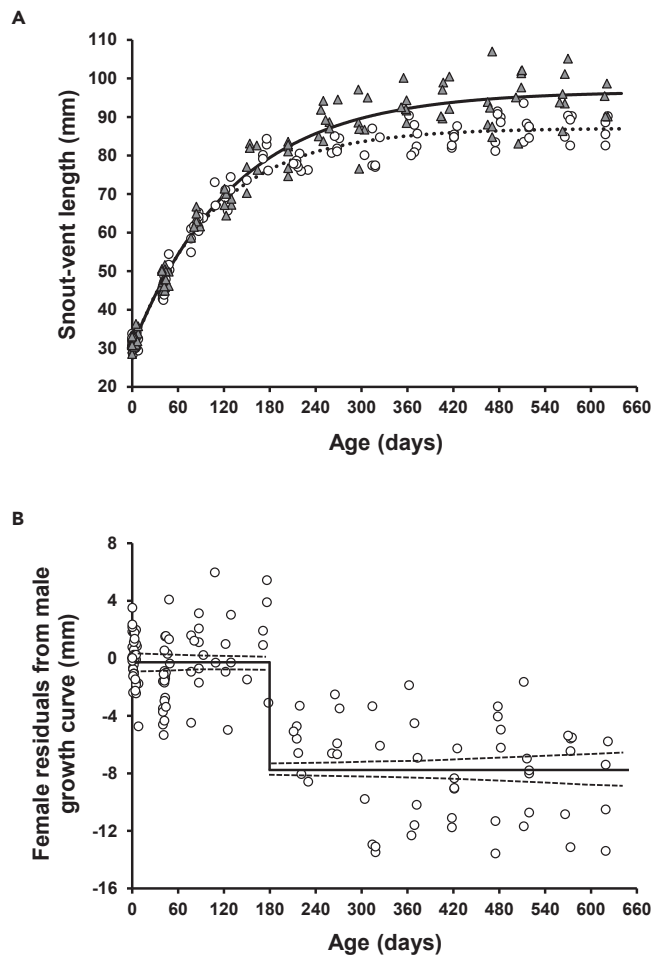 A
110
100
90
80
70
60
50
40
30
20
Snout-vent length (mm)
0 60 120 180 240 300 360 420 480 540 600 660
Age (days)
B
8
4
0
-4
-8
-12
-16
Female residuals from male
growth curve (mm)
0 60 120 180 240 300 360 420 480 540 600 660
Age (days)